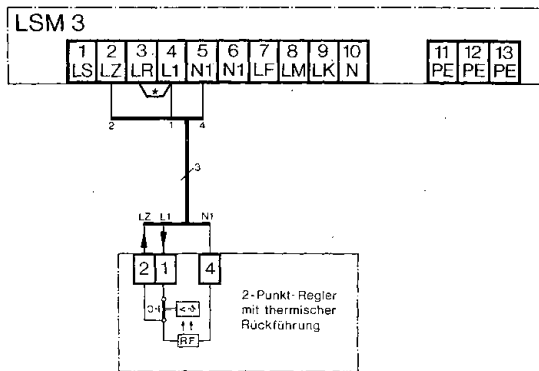 LSM 3
1 2 3 4 5 6 7 8 9 10 11 12 13
LS LZ LR L1 N1 N1 LF LM LK N PE PE PE
*
2 1 4
3
LZ L1 N1
2 1 4
2-Punkt-Regler
mit thermischer
Rückführung
RF